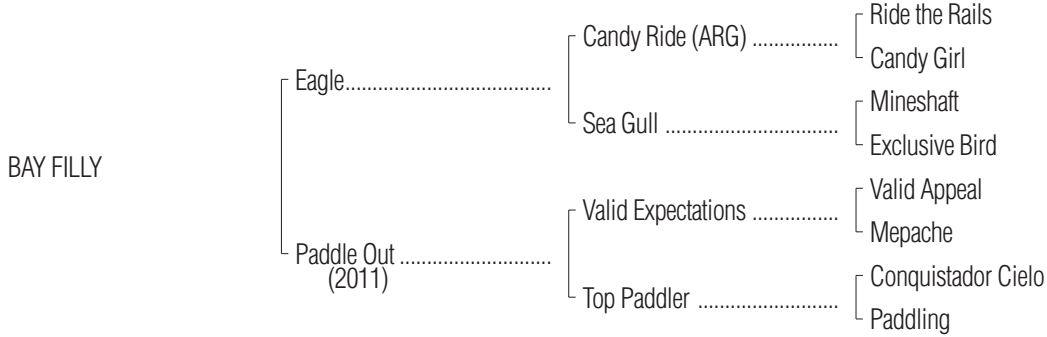 Ride the Rails
Candy Ride (ARG) ................
Candy Girl
Eagle......................................
Mineshaft
Sea Gull ................................
Exclusive Bird
BAY FILLY
Valid Appeal
Valid Expectations ................
Mepache
Paddle Out ............................
(2011)
Conquistador Cielo
Top Paddler ..........................
Paddling